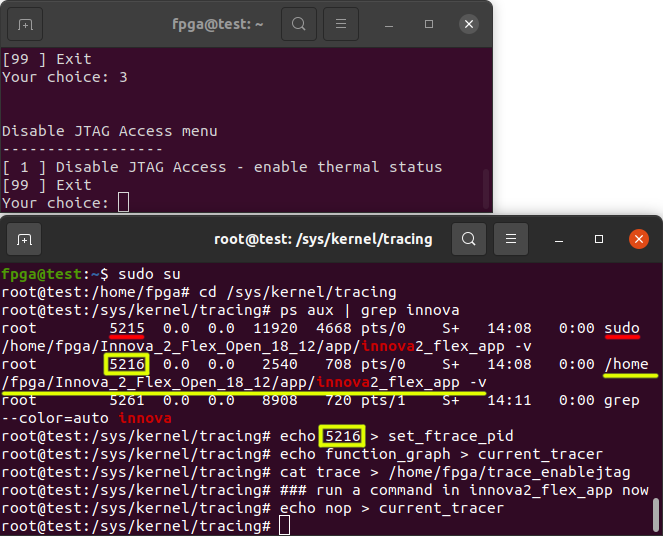 fpga@test: ~
[99 ] Exit
Your choice: 3
Disable JTAG Access menu
------------------
[ 1 ] Disable JTAG Access - enable thermal status
[99 ] Exit
Your choice:
root@test: /sys/kernel/tracing
fpga@test:~$ sudo su
root@test:/home/fpga# cd /sys/kernel/tracing
root@test:/sys/kernel/tracing# ps aux | grep innova
root 5215 0.0 0.0 11920 4668 pts/0 S+ 14:08 0:00 sudo
/home/fpga/Innova_2_Flex_Open_18_12/app/innova2_flex_app -v
root 5216 0.0 0.0 2540 708 pts/0 S+ 14:08 0:00 /home
/fpga/Innova_2_Flex_Open_18_12/app/innova2_flex_app -v
root 5261 0.0 0.0 8908 720 pts/1 S+ 14:11 0:00 grep
--color=auto innova
root@test:/sys/kernel/tracing# echo 5216 > set_ftrace_pid
root@test:/sys/kernel/tracing# echo function_graph > current_tracer
root@test:/sys/kernel/tracing# cat trace > /home/fpga/trace_enablejtag
root@test:/sys/kernel/tracing# ### run a command in innova2_flex_app now
root@test:/sys/kernel/tracing# echo nop > current_tracer
root@test:/sys/kernel/tracing#